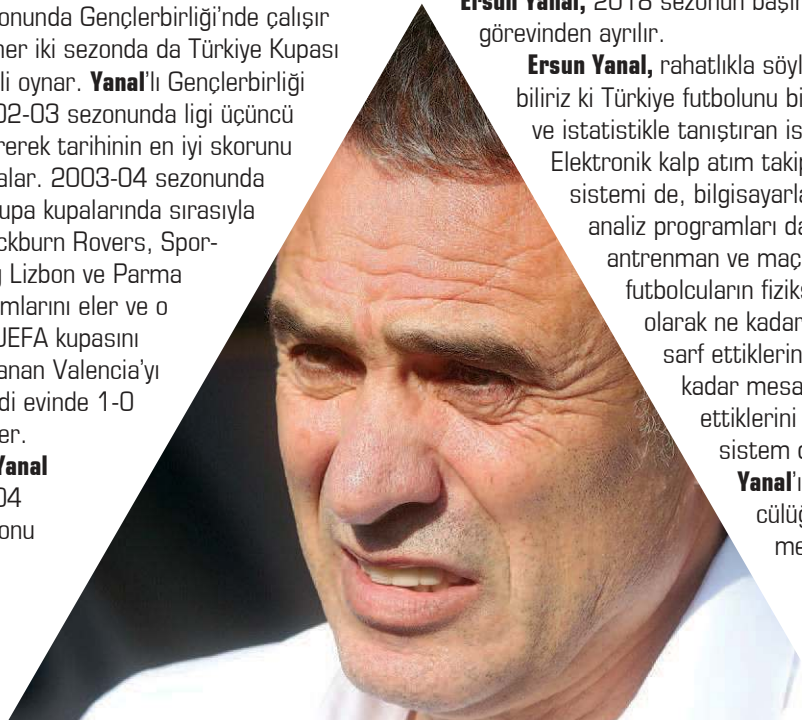 onunda Gençlerbirliği’nde çalışır
her iki sezonda da Türkiye Kupası
li oynar. Yanal’lı Gençlerbirliği
02-03 sezonunda ligi üçüncü
rerek tarihinin en iyi skorunu
alar. 2003-04 sezonunda
upa kupalarında sırasıyla
ckburn Rovers, Spor-
g Lizbon ve Parma
mlarını eler ve o
UEFA kupasını
anan Valencia’yı
di evinde 1-0
er.
Yanal
04
onu
Ersun Yanal, 2018 sezonun başın
görevinden ayrılır.
Ersun Yanal, rahatlıkla söyl
biliriz ki Türkiye futbolunu bi
ve istatistikle tanıştıran is
Elektronik kalp atım takip
sistemi de, bilgisayarla
analiz programları da
antrenman ve maç
futbolcuların fiziks
olarak ne kadar
sarf ettiklerin
kadar mesa
ettiklerini
sistem
Yanal’ı
cülüğ
me